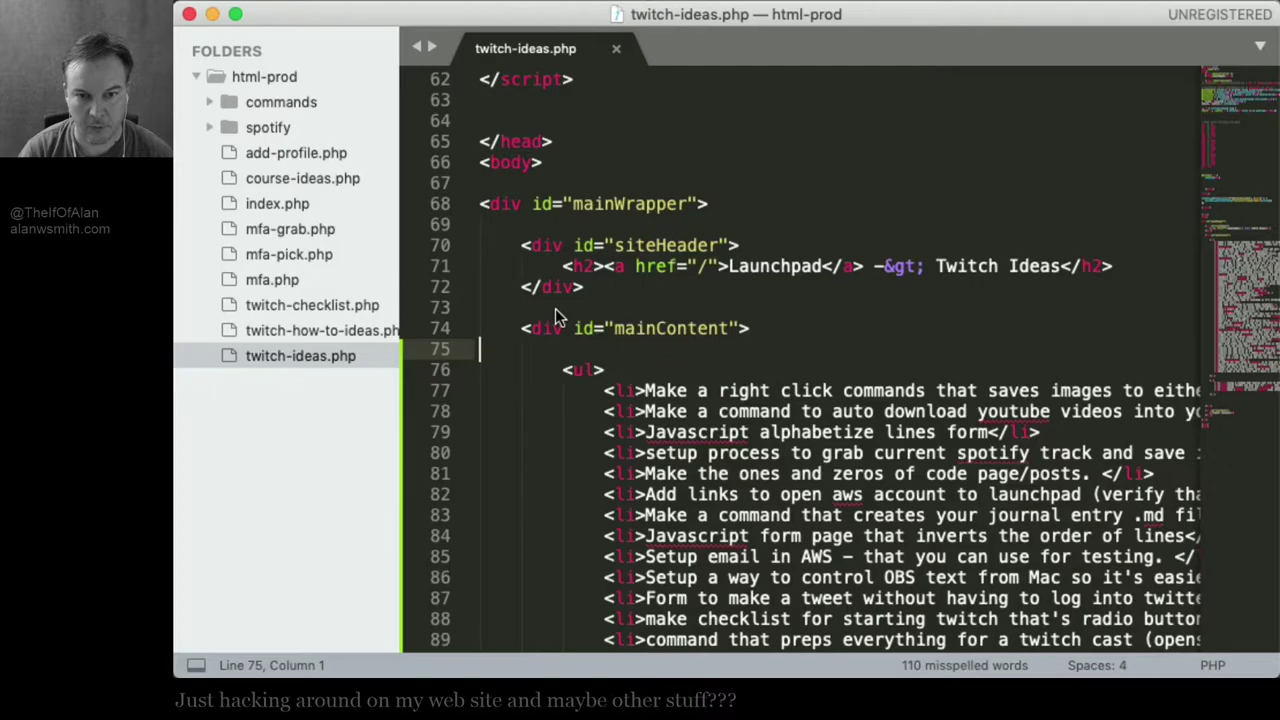 twitch-ideas.php — html-prod
UNREGISTERED
@TheIfOfAlan
alanwsmith.com
FOLDERS
html-prod
commands
spotify
add-profile.php
course-ideas.php
index.php
mfa-grab.php
mfa-pick.php
mfa.php
twitch-checklist.php
twitch-how-to-ideas.ph
twitch-ideas.php
twitch-ideas.php
62 </script>
63
64
65 </head>
66 <body>
67
68 <div id="mainWrapper">
69
70 <div id="siteHeader">
71 <h2><a href="/">Launchpad</a> —&gt; Twitch Ideas</h2>
72 </div>
73
74 <div id="mainContent">
75
76 <ul>
77 <li>Make a right click commands that saves images to eithe
78 <li>Make a command to auto download youtube videos into yo
79 <li>Javascript alphabetize lines form</li>
80 <li>setup process to grab current spotify track and save i
81 <li>Make the ones and zeros of code page/posts. </li>
82 <li>Add links to open aws account to launchpad (verify tha
83 <li>Make a command that creates your journal entry .md fil
84 <li>Javascript form page that inverts the order of lines</
85 <li>Setup email in AWS – that you can use for testing. </
86 <li>Setup a way to control OBS text from Mac so it's easie
87 <li>Form to make a tweet without having to log into twitte
88 <li>make checklist for starting twitch that's radio button
89 <li>command that preps everything for a twitch cast (opens
Line 75, Column 1
110 misspelled words
Spaces: 4
PHP
Just hacking around on my web site and maybe other stuff???